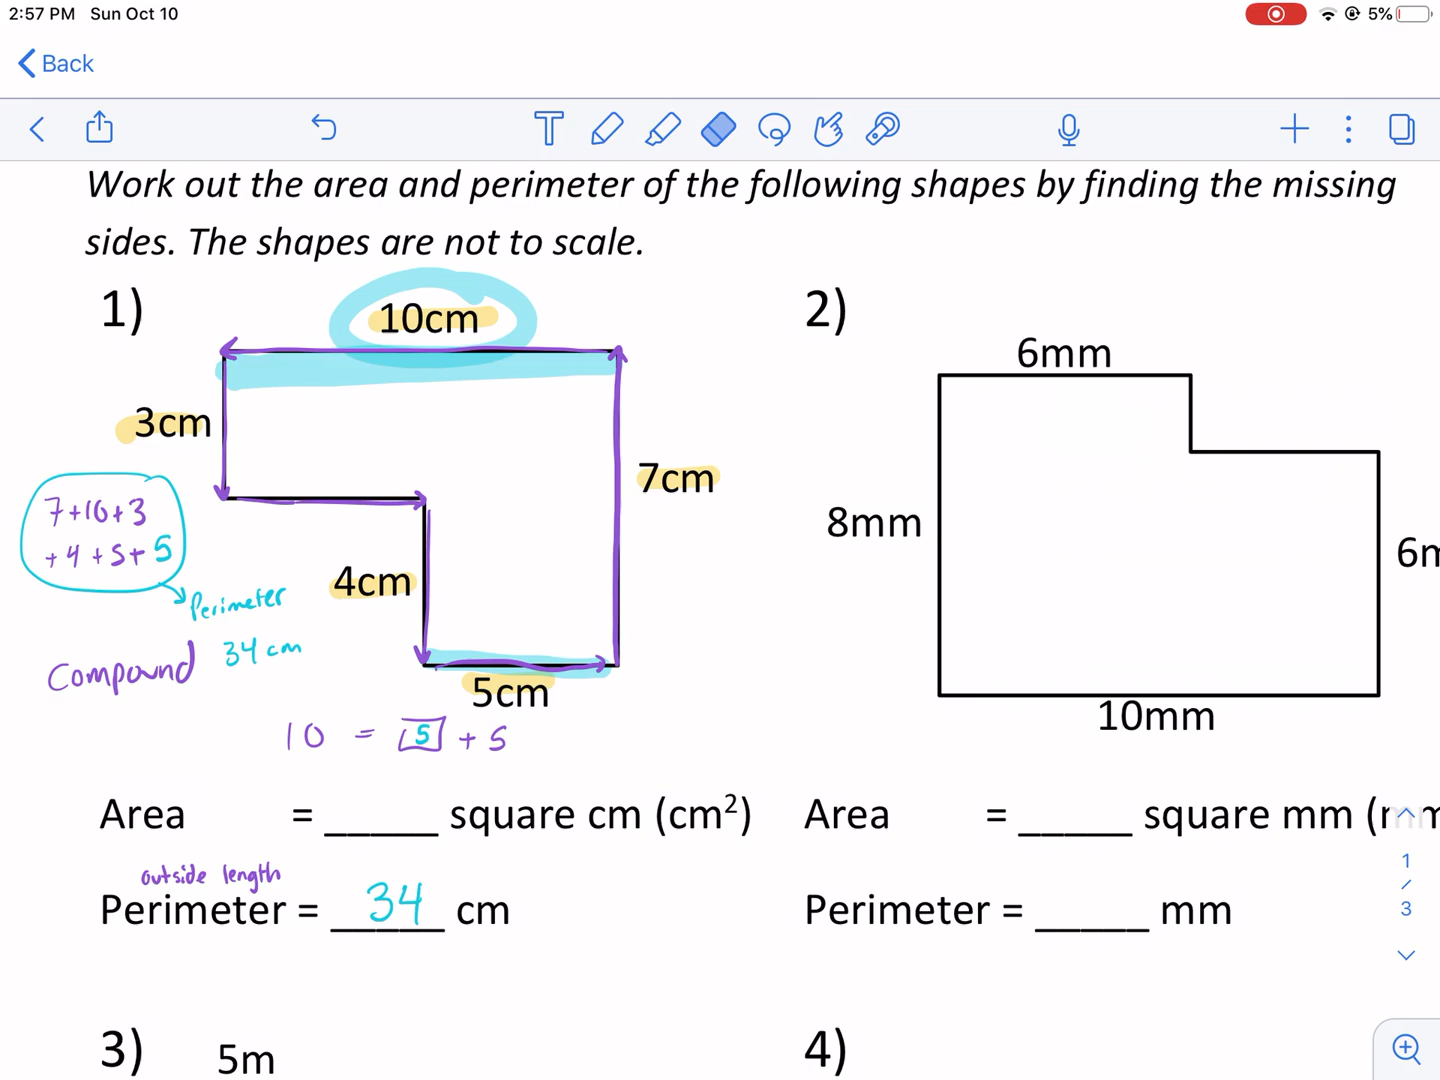 2:57 PM Sun Oct 10
5%
Back
Work out the area and perimeter of the following shapes by finding the missing
sides. The shapes are not to scale.
1)
10cm
3cm
7cm
7+10+3
+4+5+5
Perimeter
34 cm
4cm
Compound
5cm
10 = 5 + 5
Area = _____ square cm (cm²)
outside length
Perimeter = 34 cm
2)
6mm
8mm
6m
10mm
Area = _____ square mm (mm
Perimeter = _____ mm
1
/
3
3) 5m
4)